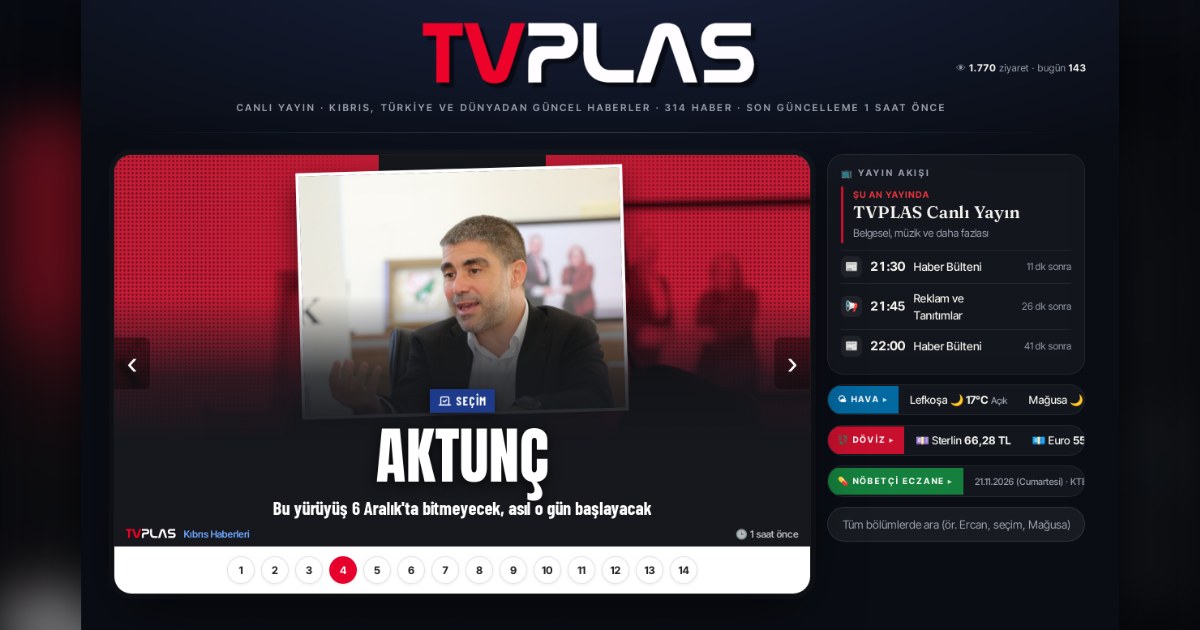 TVPLAS
1.770 ziyaret · bugün 143
CANLI YAYIN · KIBRIS, TÜRKİYE VE DÜNYADAN GÜNCEL HABERLER · 314 HABER · SON GÜNCELLEME 1 SAAT ÖNCE
SEÇİM
AKTUNÇ
Bu yürüyüş 6 Aralık'ta bitmeyecek, asıl o gün başlayacak
TVPLAS Kıbrıs Haberleri
1 saat önce
1 2 3 4 5 6 7 8 9 10 11 12 13 14
YAYIN AKIŞI
ŞU AN YAYINDA
TVPLAS Canlı Yayın
Belgesel, müzik ve daha fazlası
21:30 Haber Bülteni 11 dk sonra
21:45 Reklam ve Tanıtımlar 26 dk sonra
22:00 Haber Bülteni 41 dk sonra
HAVA ▸ Lefkoşa 🌙 17°C Açık Mağusa 🌙
DÖVİZ ▸ Sterlin 66,28 TL Euro 55
NÖBETÇİ ECZANE ▸ 21.11.2026 (Cumartesi) · KTE
Tüm bölümlerde ara (ör. Ercan, seçim, Mağusa)